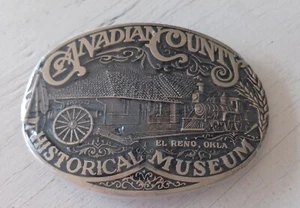 CANADIAN COUNTY
EL RENO, OKLA
HISTORICAL MUSEUM